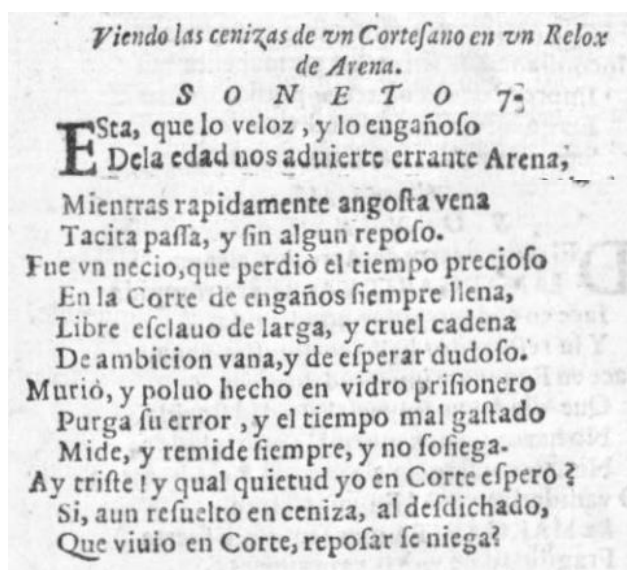 Viendo las cenizas de vn Corteſano en vn Relox
de Arena.
SONETO 7.
ESta, que lo veloz, y lo engañoſo
Dela edad nos aduierte errante Arena,
Mientras rapidamente angoſta vena
Tacita paſſa, y ſin algun repoſo.
Fue vn necio, que perdiò el tiempo precioſo
En la Corte de engaños ſiempre llena,
Libre eſclauo de larga, y cruel cadena
De ambicion vana, y de eſperar dudoſo.
Muriò, y poluo hecho en vidro priſionero
Purga ſu error, y el tiempo mal gaſtado
Mide, y remide ſiempre, y no ſoſiega.
Ay triſte! y qual quietud yo en Corte eſpero?
Si, aun reſuelto en ceniza, al deſdichado,
Que viuio en Corte, repoſar ſe niega?